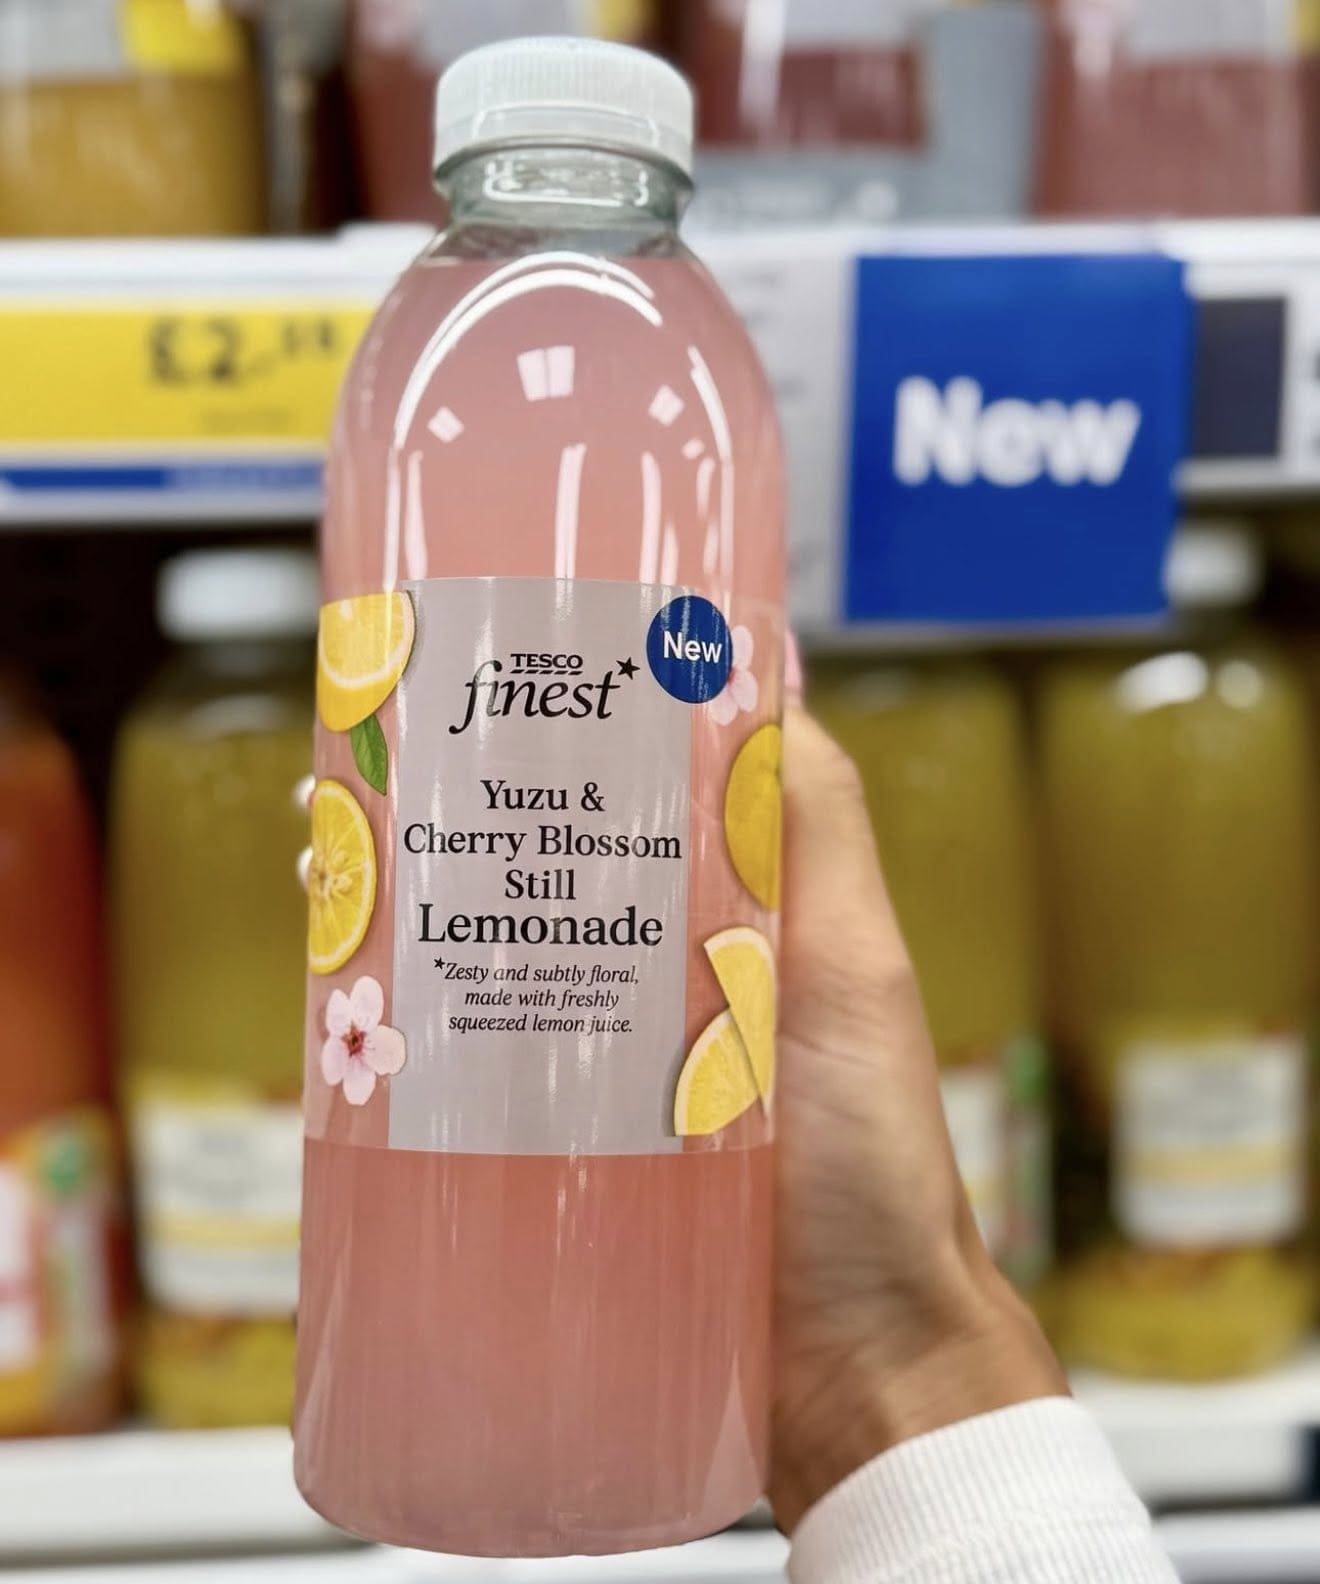 New
TESCO
finest*
New
Yuzu &
Cherry Blossom
Still
Lemonade
*Zesty and subtly floral,
made with freshly
squeezed lemon juice.